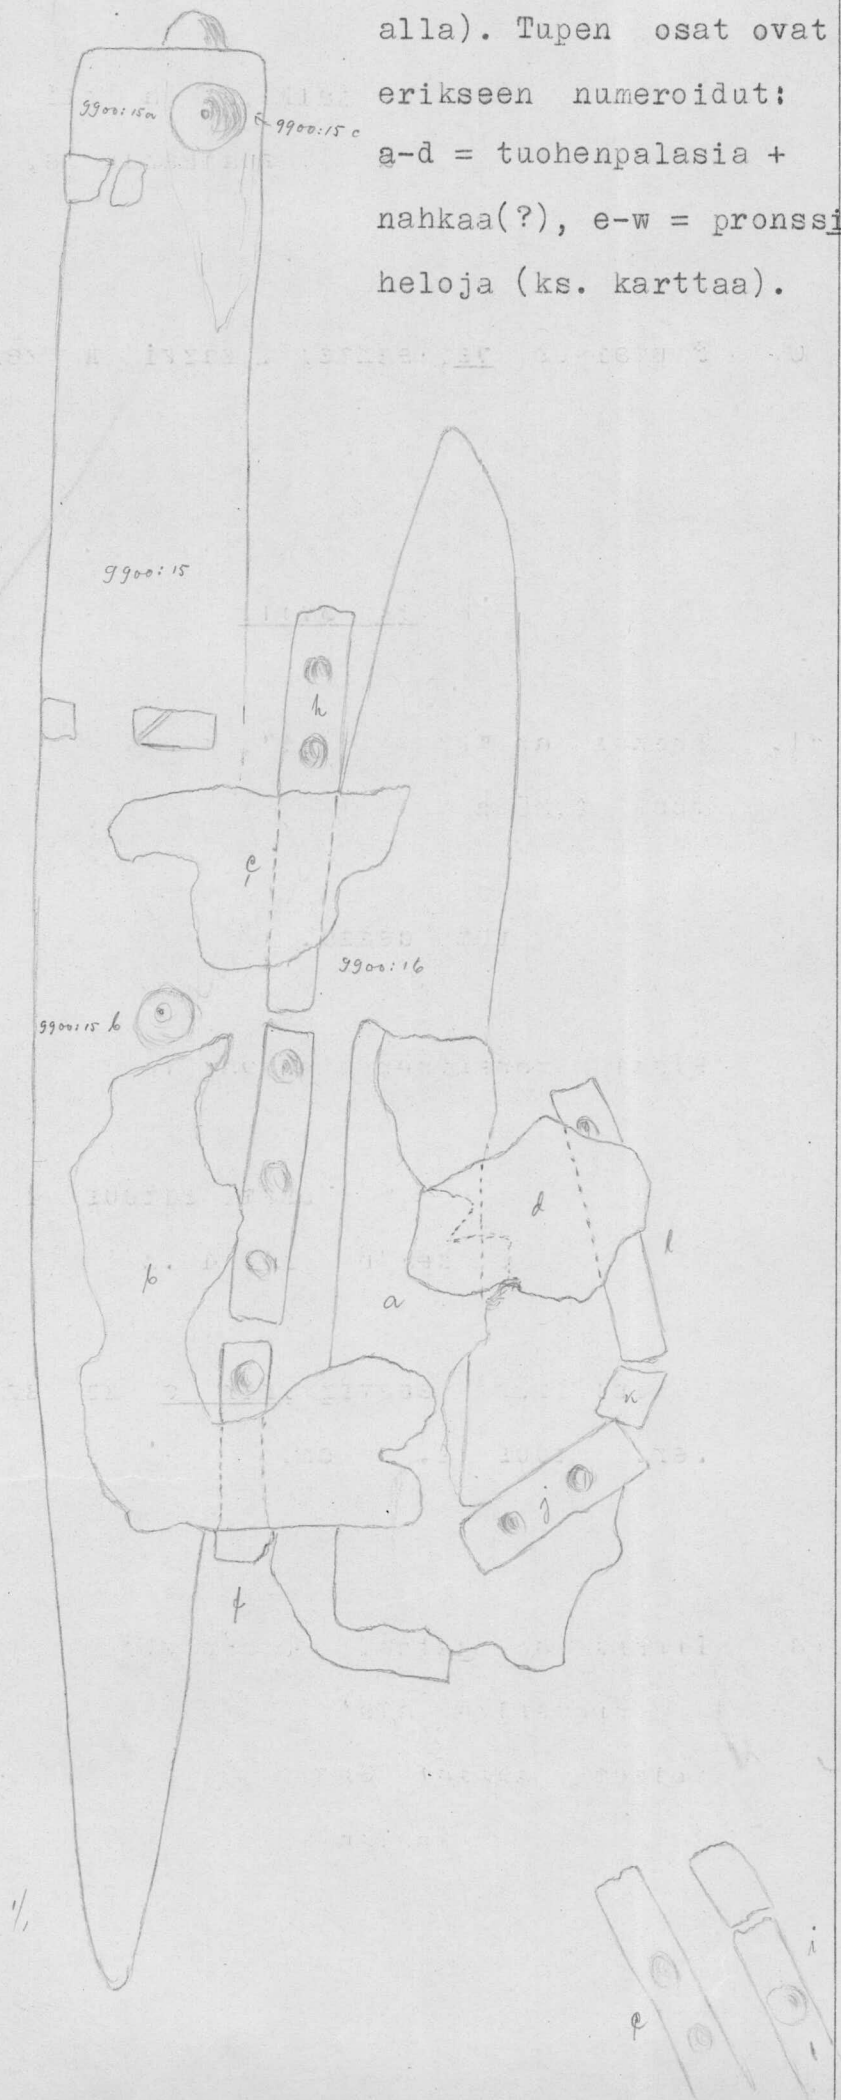 alla). Tupen osat ovat
erikseen numeroidut:
a-d = tuohenpalasia +
nahkaa(?), e-w = pronssi
heloja (ks. karttaa).
9900:15a
9900:15 c
9900:15
h
c
9900:16
9900:15 b
d
b
a
l
k
j
f
1/1
i
e